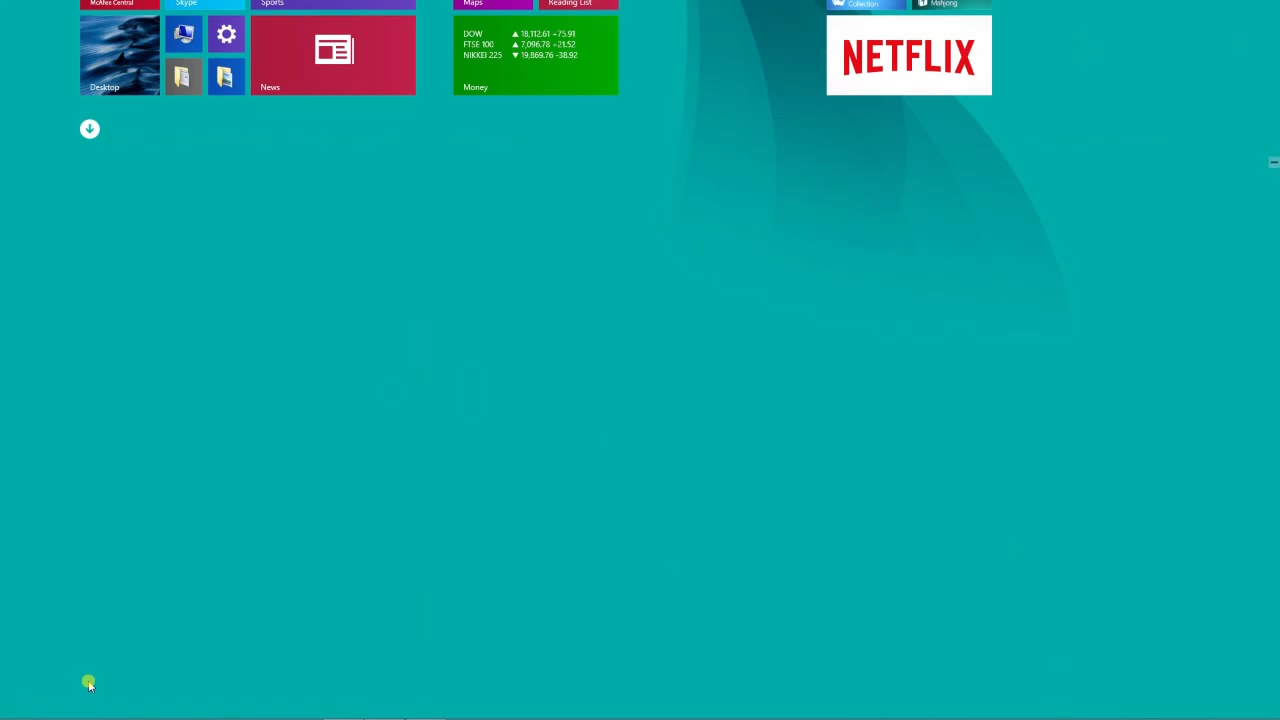 McAfee Central
Skype
Sports
Maps
Reading List
Collection
Mahjong
Desktop
News
DOW ▲ 18,112.61 +75.91
FTSE 100 ▲ 7,096.78 +21.52
NIKKEI 225 ▼ 19,869.76 -38.92
Money
NETFLIX